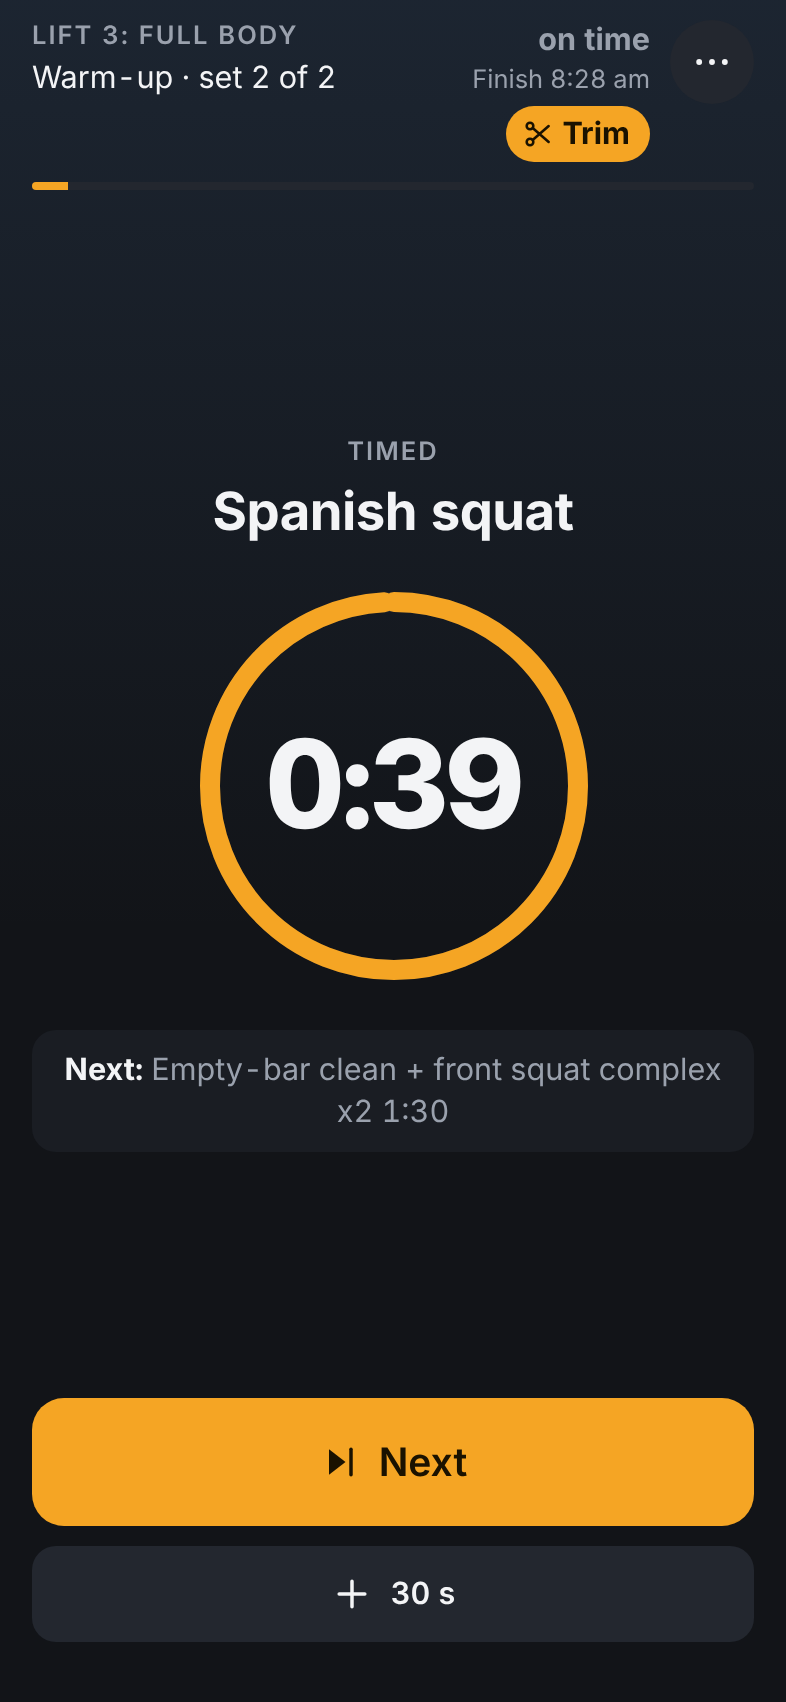 LIFT 3: FULL BODY
Warm-up · set 2 of 2
on time
Finish 8:28 am
Trim
TIMED
Spanish squat
0:39
Next: Empty-bar clean + front squat complex
x2 1:30
Next
30 s